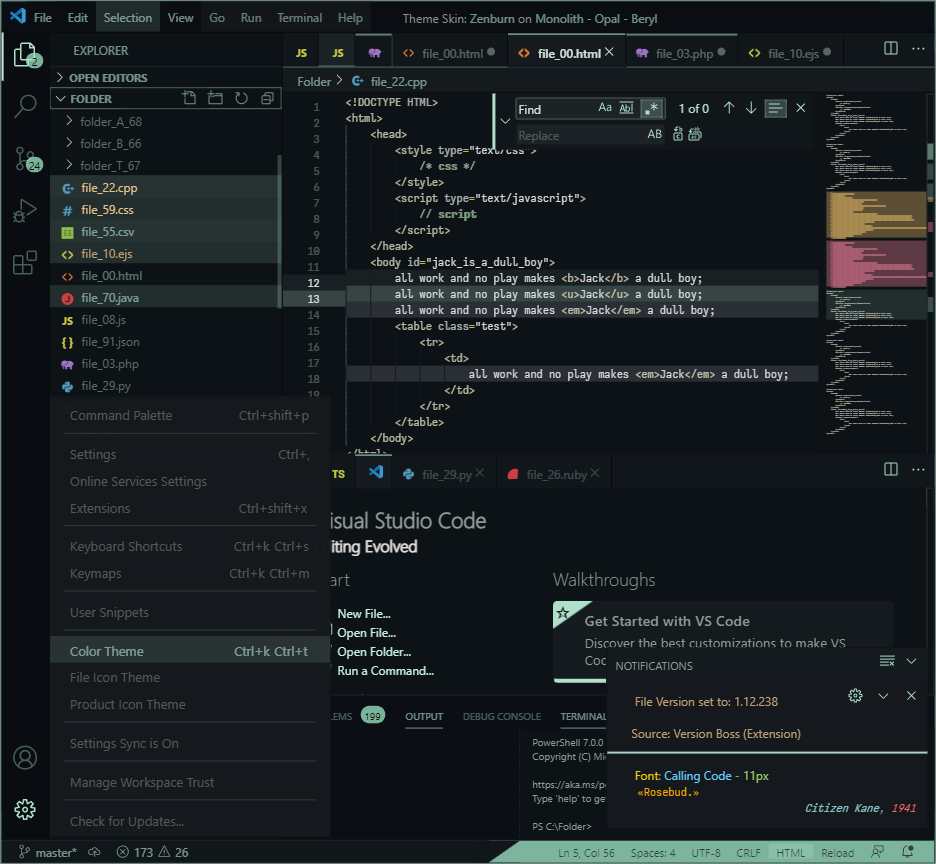 File Edit Selection View Go Run Terminal Help Theme Skin: Zenburn on Monolith - Opal - Beryl
EXPLORER
JS JS file_00.html file_00.html file_03.php file_10.ejs
2
OPEN EDITORS
FOLDER
Folder > file_22.cpp
folder_A_68
folder_B_66
folder_T_67
file_22.cpp
# file_59.css
file_55.csv
file_10.ejs
file_00.html
file_70.java
JS file_08.js
{} file_91.json
file_03.php
file_29.py
24
Find Aa Abl .* 1 of 0
Replace AB
1 <!DOCTYPE HTML>
2 <html>
3 <head>
4 <style type="text/css">
5 /* css */
6 </style>
7 <script type="text/javascript">
8 // script
9 </script>
10 </head>
11 <body id="jack_is_a_dull_boy">
12 all work and no play makes <b>Jack</b> a dull boy;
13 all work and no play makes <u>Jack</u> a dull boy;
14 all work and no play makes <em>Jack</em> a dull boy;
15 <table class="test">
16 <tr>
17 <td>
18 all work and no play makes <em>Jack</em> a dull boy;
19 </td>
</tr>
</table>
</body>
</html>
Command Palette Ctrl+shift+p
Settings Ctrl+,
Online Services Settings
Extensions Ctrl+shift+x
Keyboard Shortcuts Ctrl+k Ctrl+s
Keymaps Ctrl+k Ctrl+m
User Snippets
Color Theme Ctrl+k Ctrl+t
File Icon Theme
Product Icon Theme
Settings Sync is On
Manage Workspace Trust
Check for Updates...
TS file_29.py file_26.ruby
isual Studio Code
iting Evolved
art
New File...
Open File...
Open Folder...
Run a Command...
Walkthroughs
Get Started with VS Code
Discover the best customizations to make VS
Coc
LEMS 199 OUTPUT DEBUG CONSOLE TERMINAL
PowerShell 7.0.0
Copyright (C) Mi
https://aka.ms/p
Type 'help' to ge
PS C:\Folder>
NOTIFICATIONS
File Version set to: 1.12.238
Source: Version Boss (Extension)
Font: Calling Code - 11px
«Rosebud.»
Citizen Kane, 1941
master* 173 26 Ln 5, Col 56 Spaces: 4 UTF-8 CRLF HTML Reload